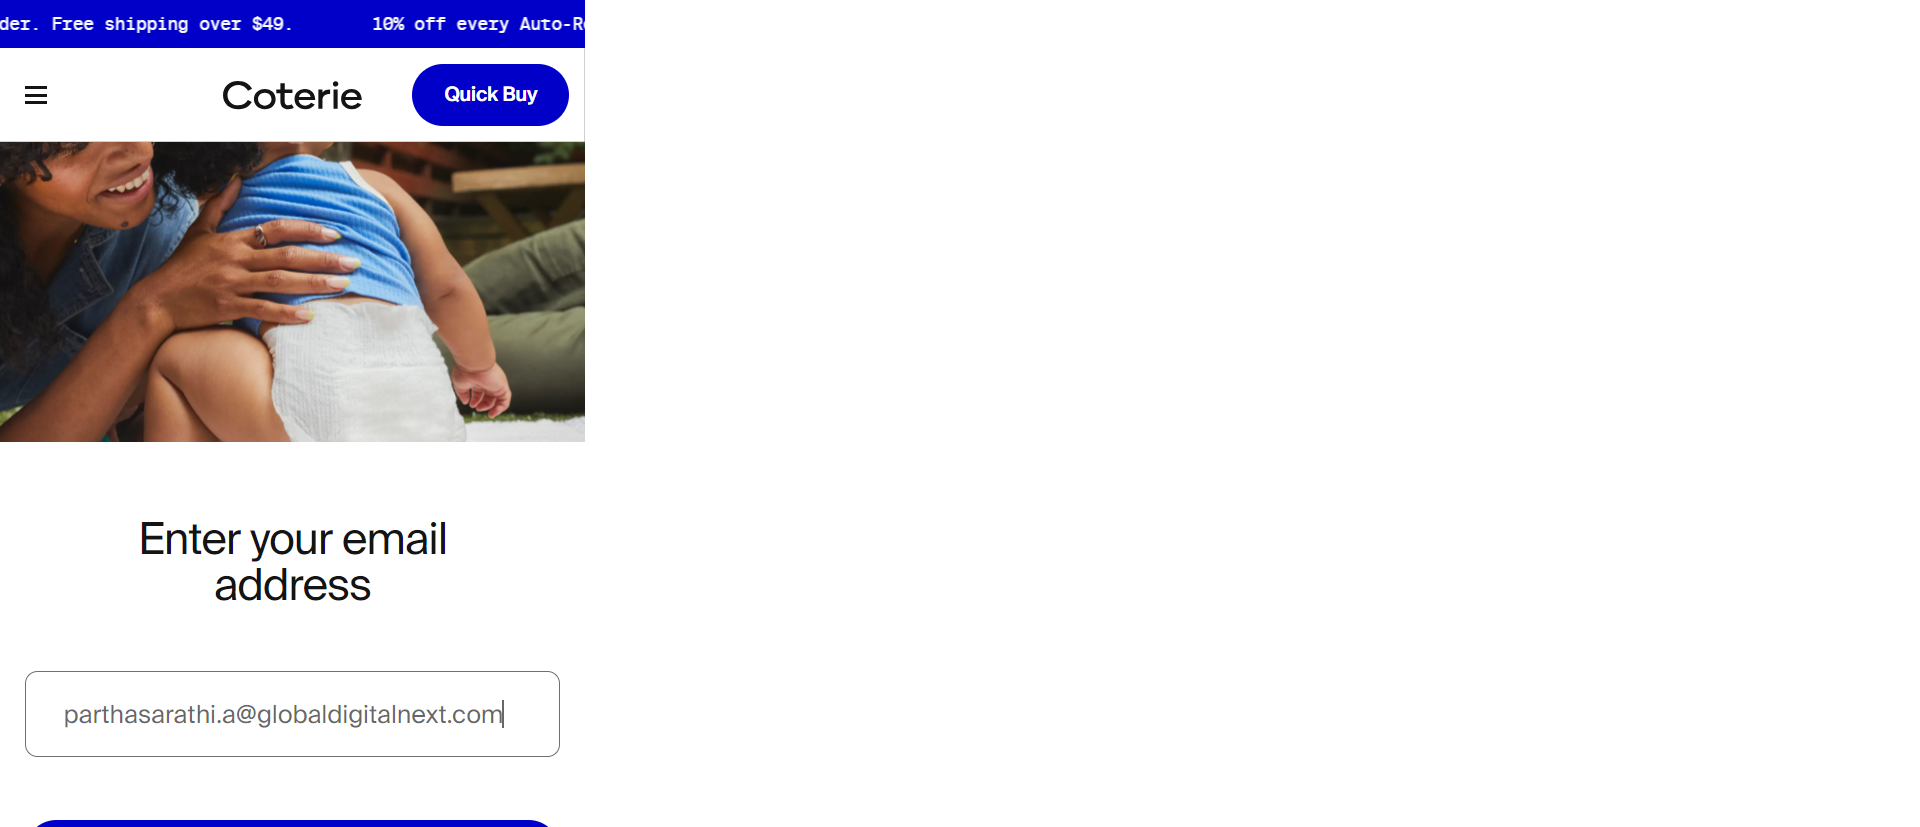 der. Free shipping over $49. 10% off every Auto-R
Coterie
Quick Buy
Enter your email
address
parthasarathi.a@globaldigitalnext.com